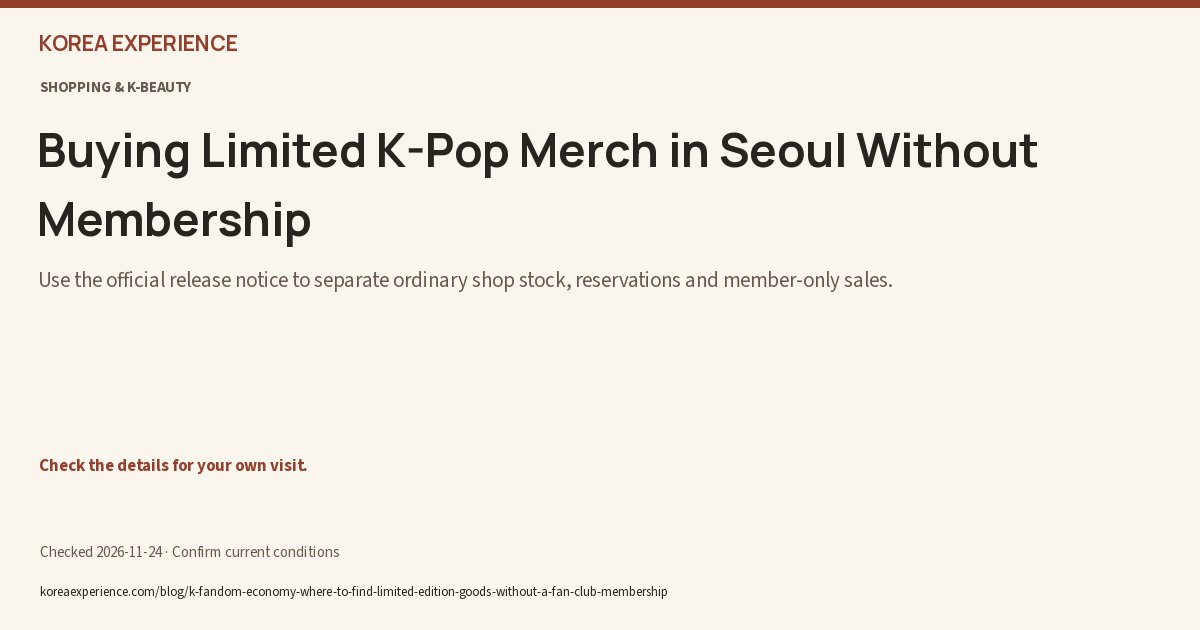 KOREA EXPERIENCE
SHOPPING & K-BEAUTY
Buying Limited K-Pop Merch in Seoul Without
Membership
Use the official release notice to separate ordinary shop stock, reservations and member-only sales.
Check the details for your own visit.
Checked 2026-11-24 · Confirm current conditions
koreaexperience.com/blog/k-fandom-economy-where-to-find-limited-edition-goods-without-a-fan-club-membership